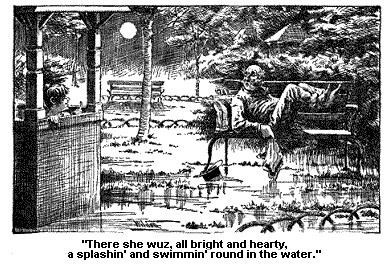 "There she wuz, all bright and hearty,
a splashin' and swimmin' round in the water."